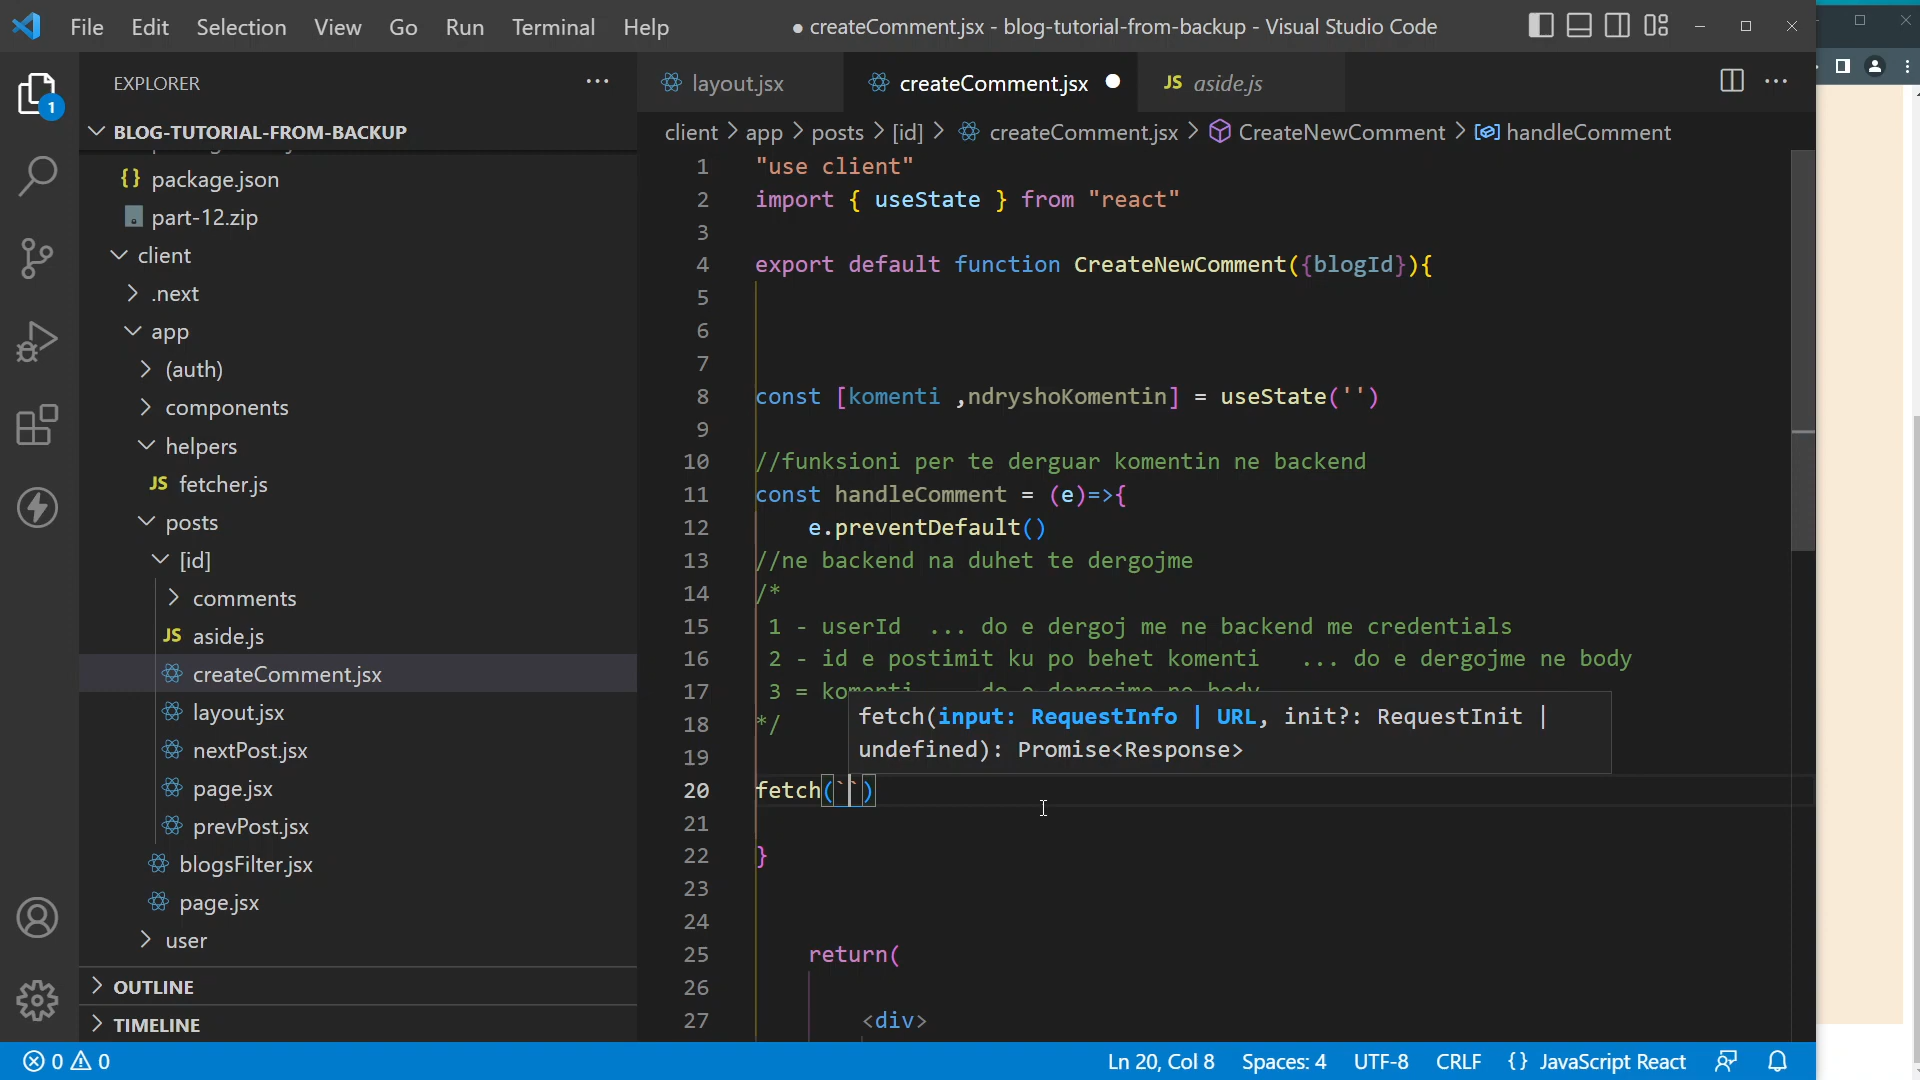 File Edit Selection View Go Run Terminal Help
● createComment.jsx - blog-tutorial-from-backup - Visual Studio Code
EXPLORER
layout.jsx
createComment.jsx
JS aside.js
1
BLOG-TUTORIAL-FROM-BACKUP
client > app > posts > [id] > createComment.jsx > CreateNewComment > handleComment
{} package.json
part-12.zip
client
.next
app
(auth)
components
helpers
JS fetcher.js
posts
[id]
comments
JS aside.js
createComment.jsx
layout.jsx
nextPost.jsx
page.jsx
prevPost.jsx
blogsFilter.jsx
page.jsx
user
OUTLINE
TIMELINE
1 "use client"
2 import { useState } from "react"
3
4 export default function CreateNewComment({blogId}){
5
6
7
8 const [komenti ,ndryshoKomentin] = useState('')
9
10 //funksioni per te derguar komentin ne backend
11 const handleComment = (e)=>{
12 e.preventDefault()
13 //ne backend na duhet te dergojme
14 /*
15 1 - userId ... do e dergoj me ne backend me credentials
16 2 - id e postimit ku po behet komenti ... do e dergojme ne body
17 3 = komenti do e dergojme ne body
18 */
fetch(input: RequestInfo | URL, init?: RequestInit |
undefined): Promise<Response>
19
20 fetch(``)
21
22 }
23
24
25 return(
26
27 <div>
0 0
Ln 20, Col 8 Spaces: 4 UTF-8 CRLF {} JavaScript React